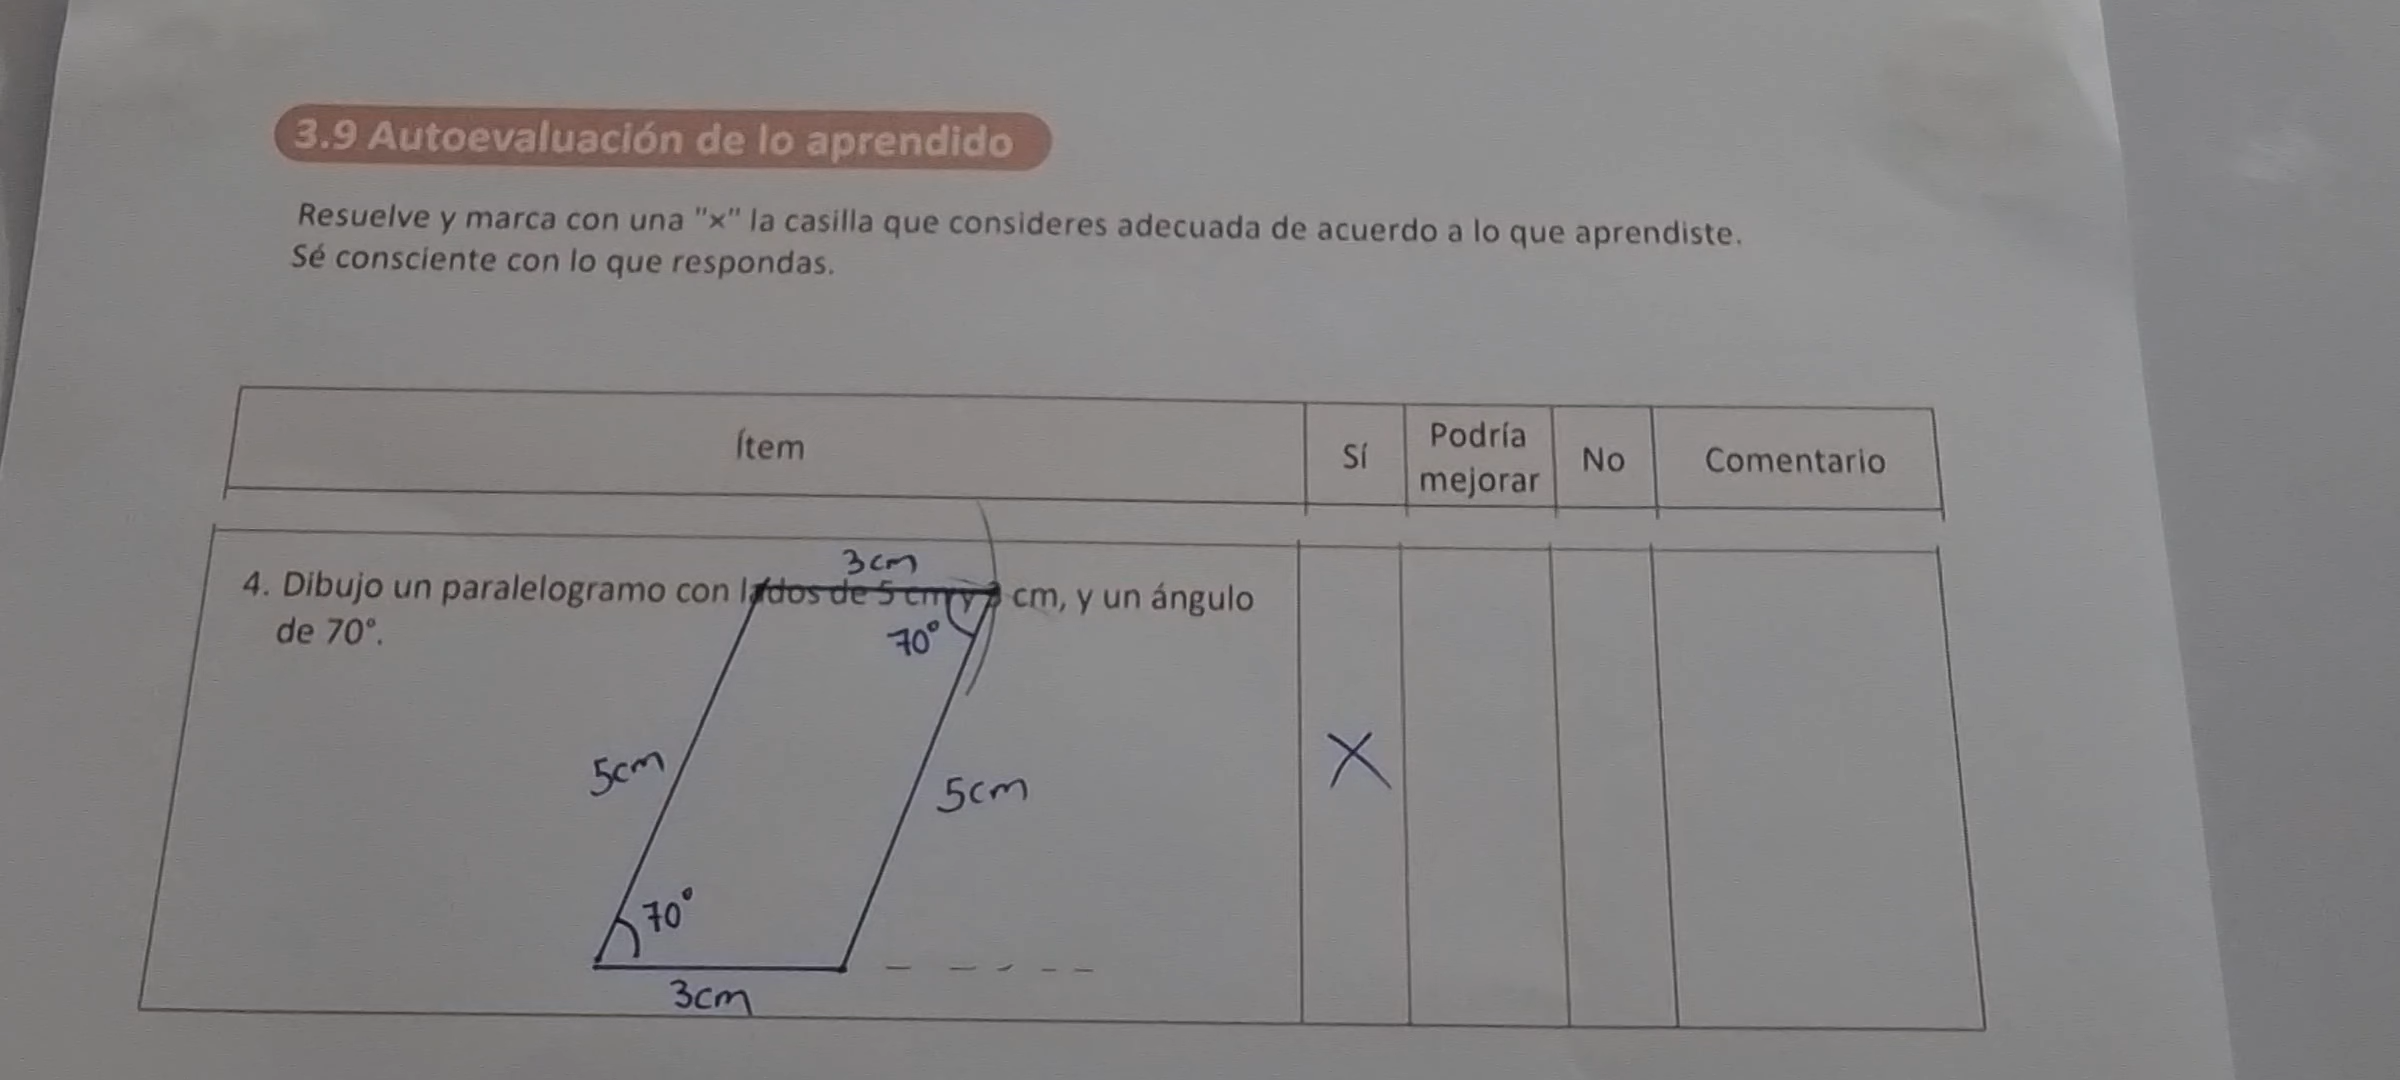 3.9 Autoevaluación de lo aprendido
Resuelve y marca con una "×" la casilla que consideres adecuada de acuerdo a lo que aprendiste.
Sé consciente con lo que respondas.
Ítem
Sí
Podría
mejorar
No
Comentario
3cm
4. Dibujo un paralelogramo con lados de 5 cm y cm, y un ángulo
de 70°.
70°
5cm
5cm
X
70°
3cm